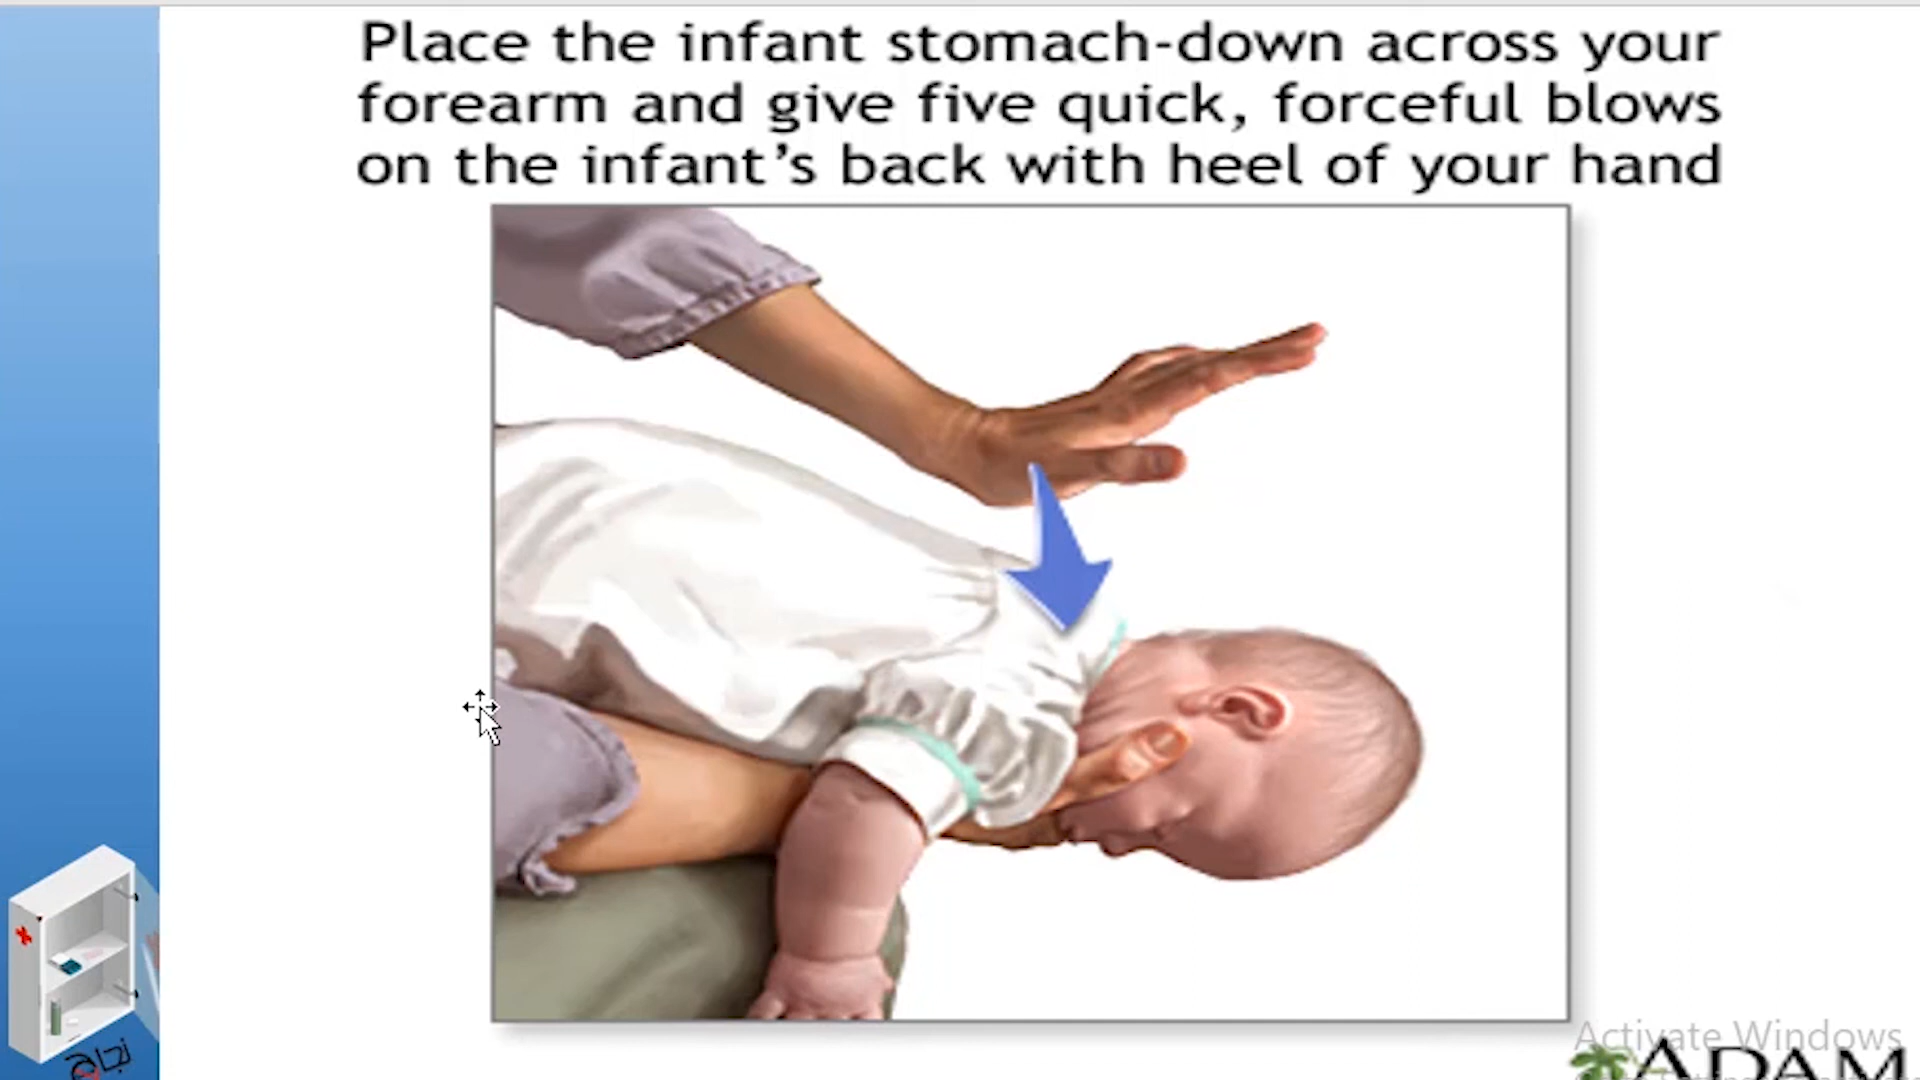 Place the infant stomach-down across your
forearm and give five quick, forceful blows
on the infant's back with heel of your hand
Activate Windows
ADAM